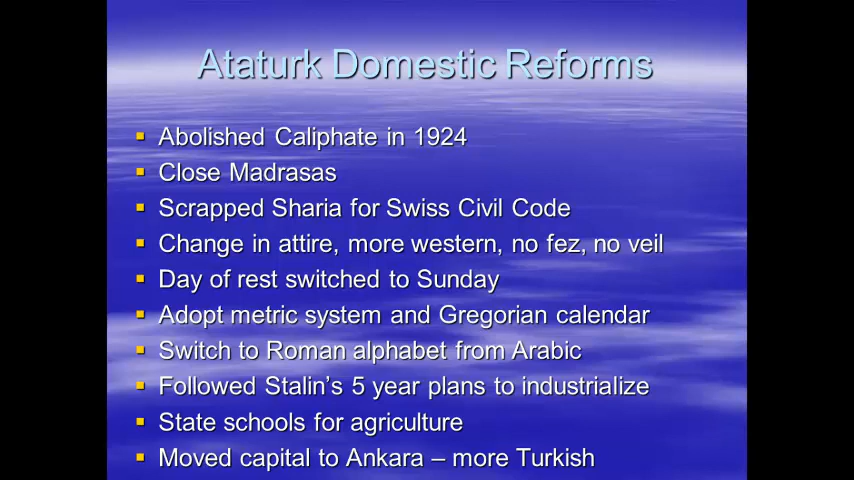 Ataturk Domestic Reforms
Abolished Caliphate in 1924
Close Madrasas
Scrapped Sharia for Swiss Civil Code
Change in attire, more western, no fez, no veil
Day of rest switched to Sunday
Adopt metric system and Gregorian calendar
Switch to Roman alphabet from Arabic
Followed Stalin’s 5 year plans to industrialize
State schools for agriculture
Moved capital to Ankara – more Turkish